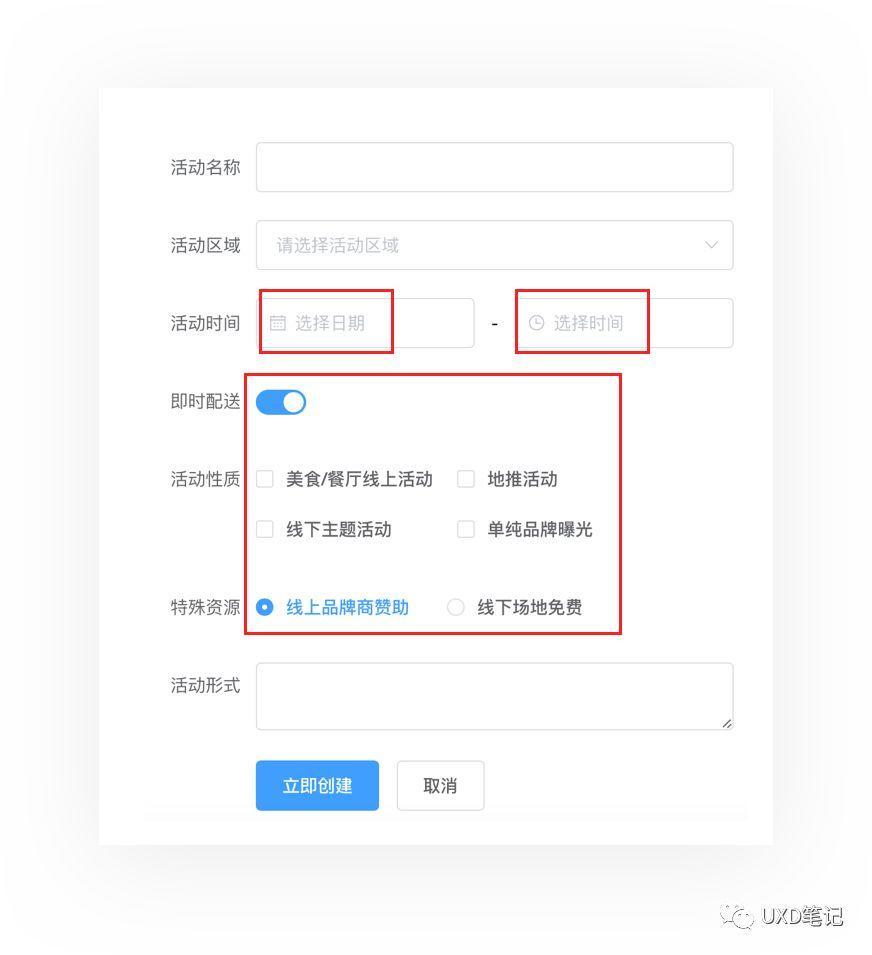 活动名称
活动区域 请选择活动区域
活动时间 选择日期 - 选择时间
即时配送
活动性质 美食/餐厅线上活动 地推活动
线下主题活动 单纯品牌曝光
特殊资源 线上品牌商赞助 线下场地免费
活动形式
立即创建 取消
UXD笔记